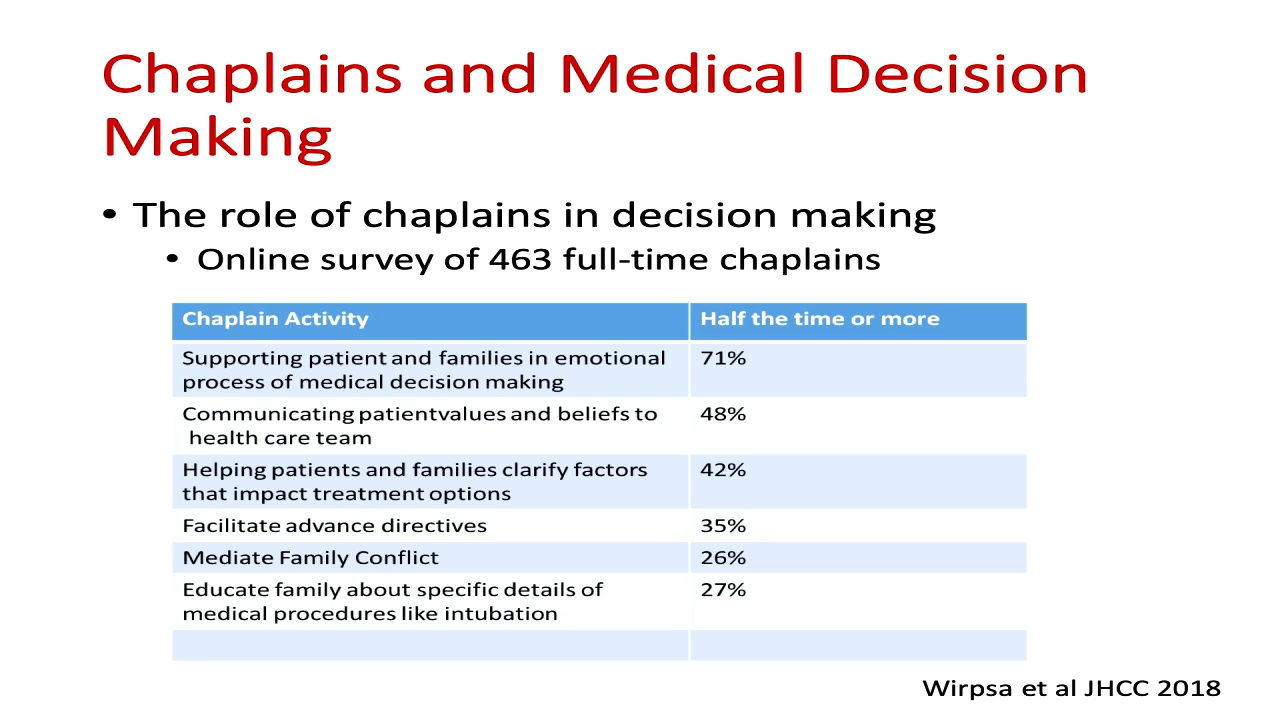 Chaplains and Medical Decision
Making
• The role of chaplains in decision making
• Online survey of 463 full-time chaplains
Chaplain Activity Half the time or more
Supporting patient and families in emotional 71%
process of medical decision making
Communicating patientvalues and beliefs to 48%
health care team
Helping patients and families clarify factors 42%
that impact treatment options
Facilitate advance directives 35%
Mediate Family Conflict 26%
Educate family about specific details of 27%
medical procedures like intubation
Wirpsa et al JHCC 2018